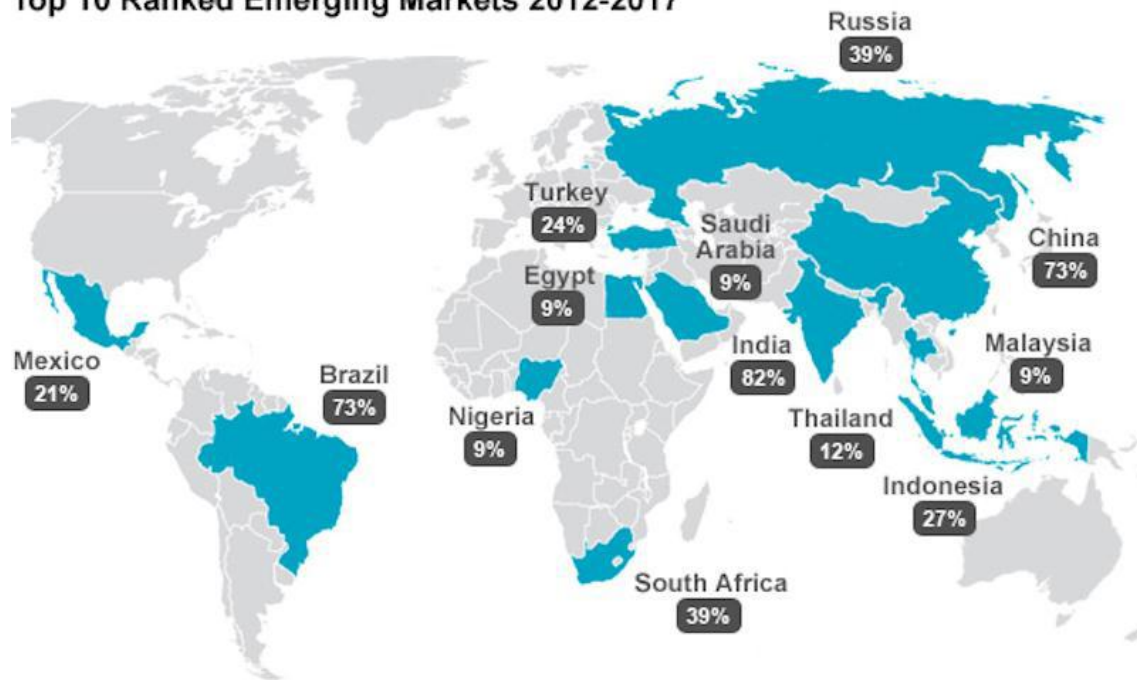 Top 10 Ranked Emerging Markets 2012-2017
Russia
39%
Turkey
24%
Saudi
Arabia
9%
China
73%
Egypt
9%
India
82%
Malaysia
9%
Mexico
21%
Brazil
73%
Nigeria
9%
Thailand
12%
Indonesia
27%
South Africa
39%